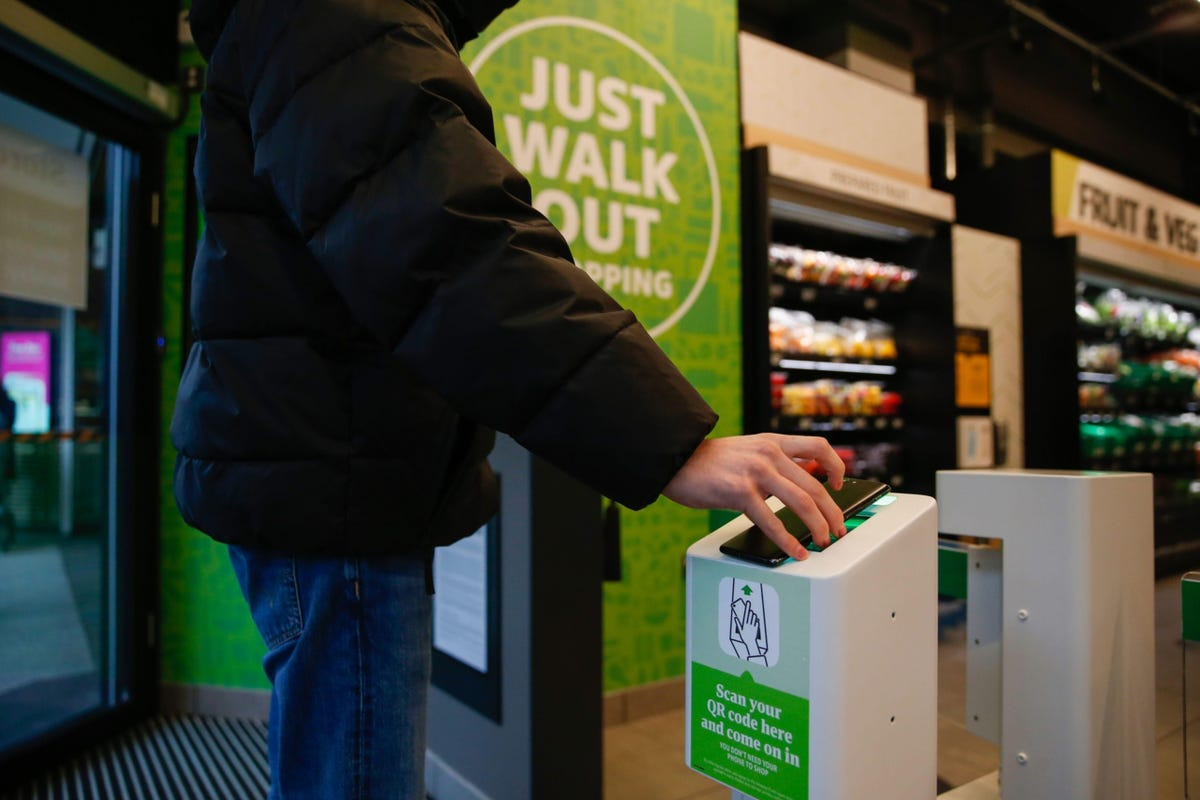 JUST
WALK
OUT
PREPARED FRUIT
FRUIT & VEG
Scan your
QR code here
and come on in
YOU DON'T NEED YOUR
PHONE TO SHOP